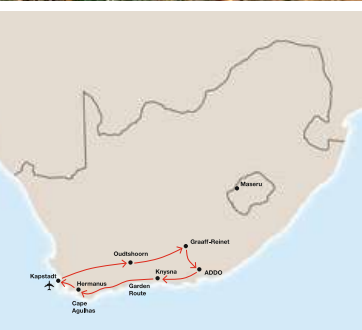 Maseru
Graaff-Reinet
Oudtshoorn
ADDO
Knysna
Kapstadt
Hermanus
Garden
Route
Cape
Agulhas